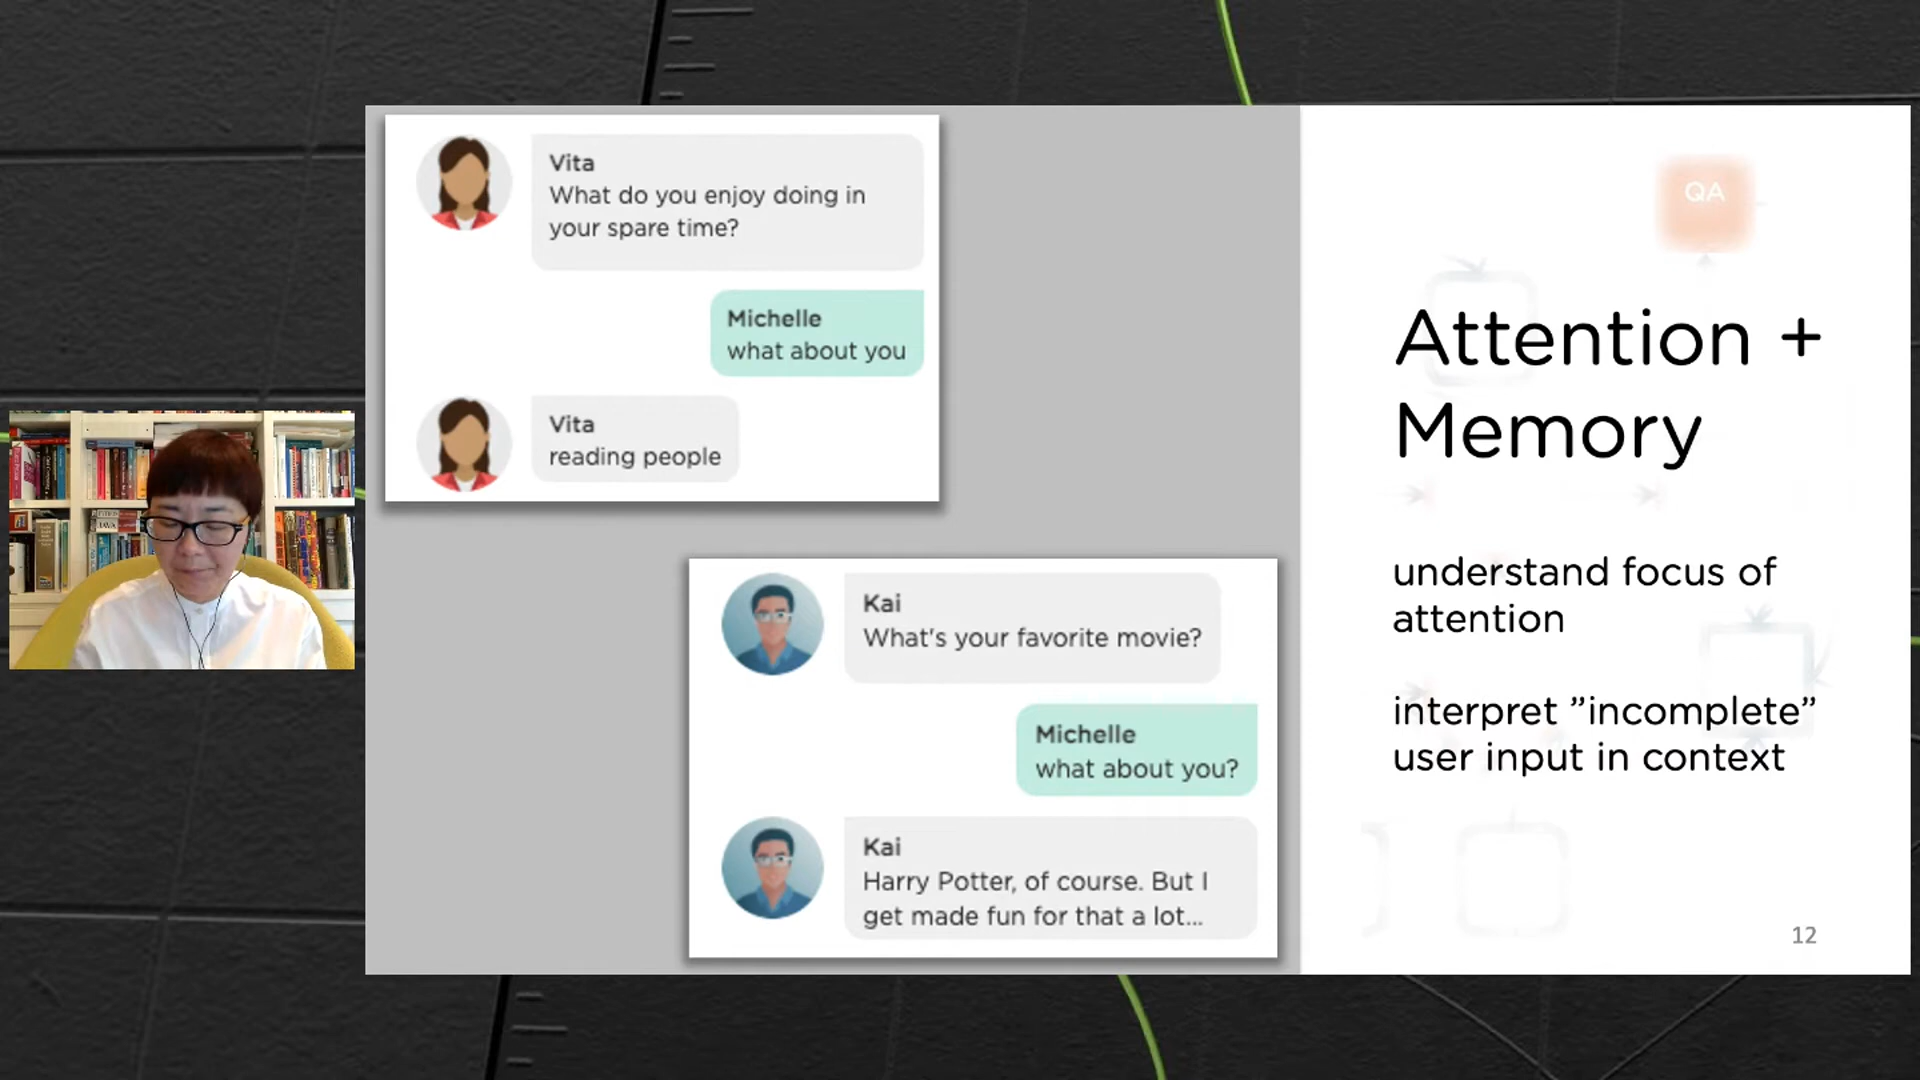 Vita
What do you enjoy doing in
your spare time?
Michelle
what about you
Vita
reading people
Kai
What's your favorite movie?
Michelle
what about you?
Kai
Harry Potter, of course. But I
get made fun for that a lot...
QA
Attention +
Memory
understand focus of
attention
interpret ”incomplete”
user input in context
12
JAVA